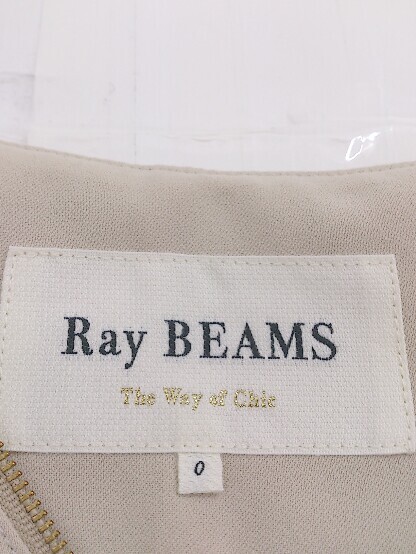 Ray BEAMS
The Way of Chic
0